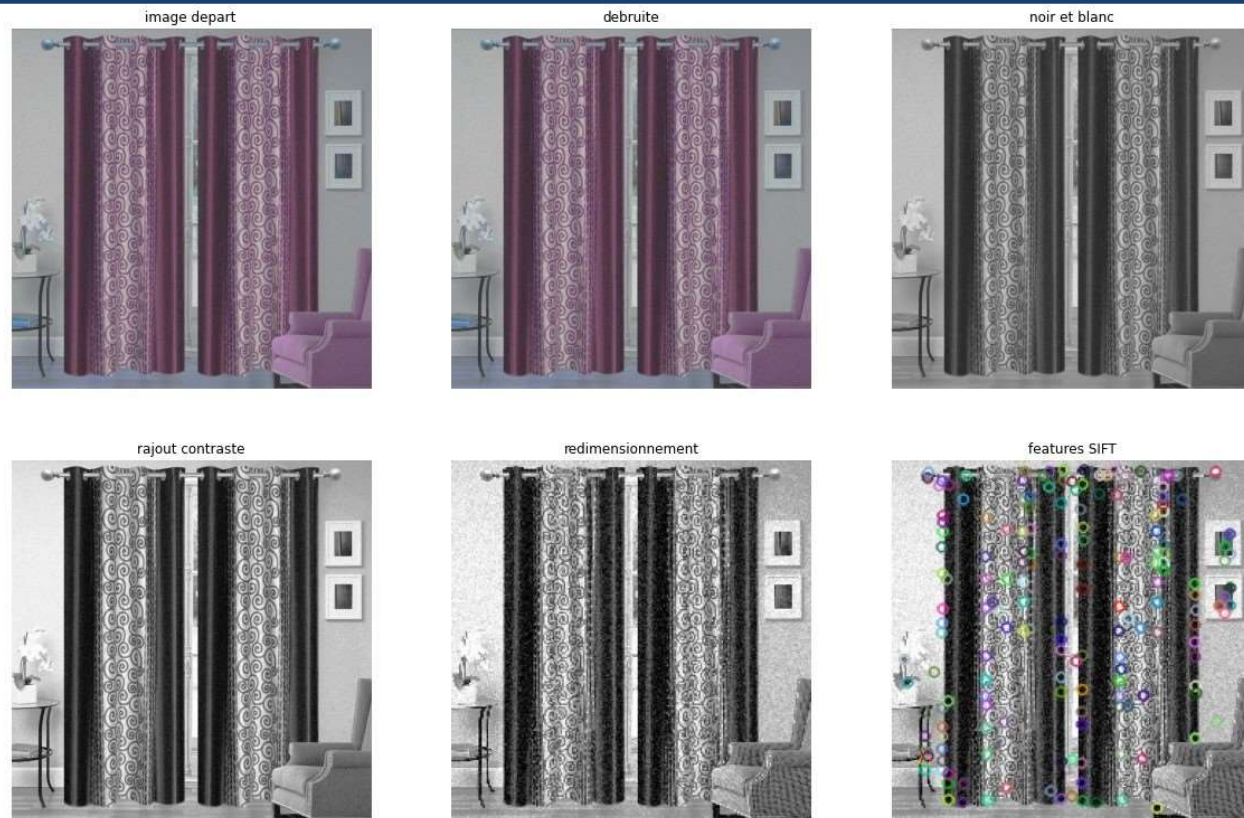 image depart
debruite
noir et blanc
rajout contraste
redimensionnement
features SIFT